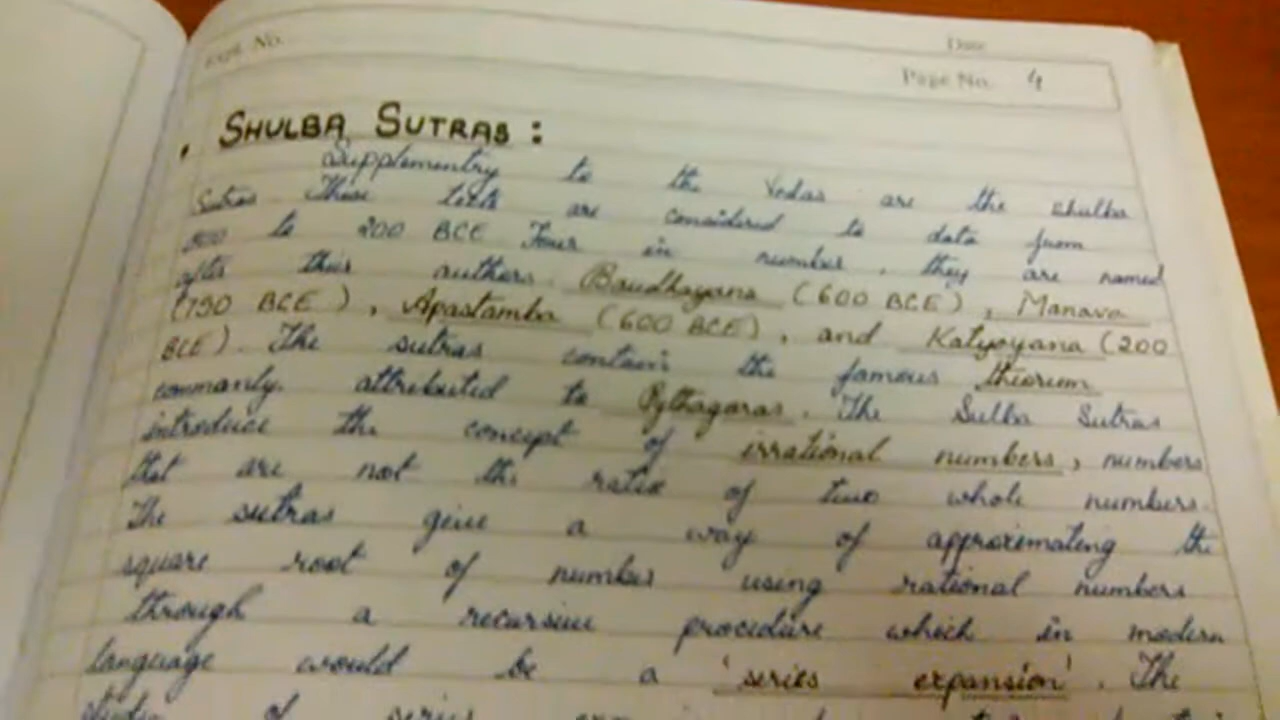 Expt. No.
Date
Page No. 4
. SHULBA SUTRAS :
Supplementry to the Vedas are the shulba
Sutras These texts are considered to date from
800 to 200 BCE Four in number, they are named
after their authors. Baudhayana (600 BCE), Manava
(750 BCE), Apastamba (600 BCE), and Katyayana (200
BCE). The sutras contain the famous theorem
commonly attributed to Pythagoras. The Sulba Sutras
introduce the concept of irrational numbers, numbers
that are not the ratio of two whole numbers.
The sutras give a way of approximating the
square root of number using rational numbers
through a recursive procedure which in modern
language would be a 'series expansion'. The
of series